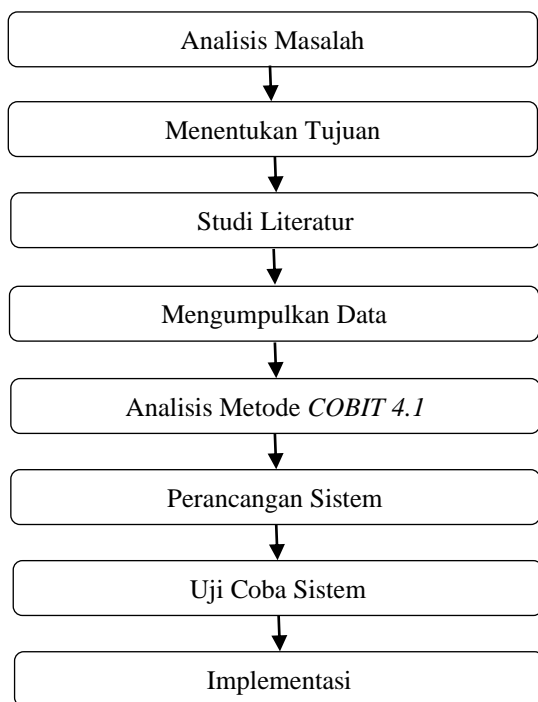 Analisis Masalah
Menentukan Tujuan
Studi Literatur
Mengumpulkan Data
Analisis Metode COBIT 4.1
Perancangan Sistem
Uji Coba Sistem
Implementasi